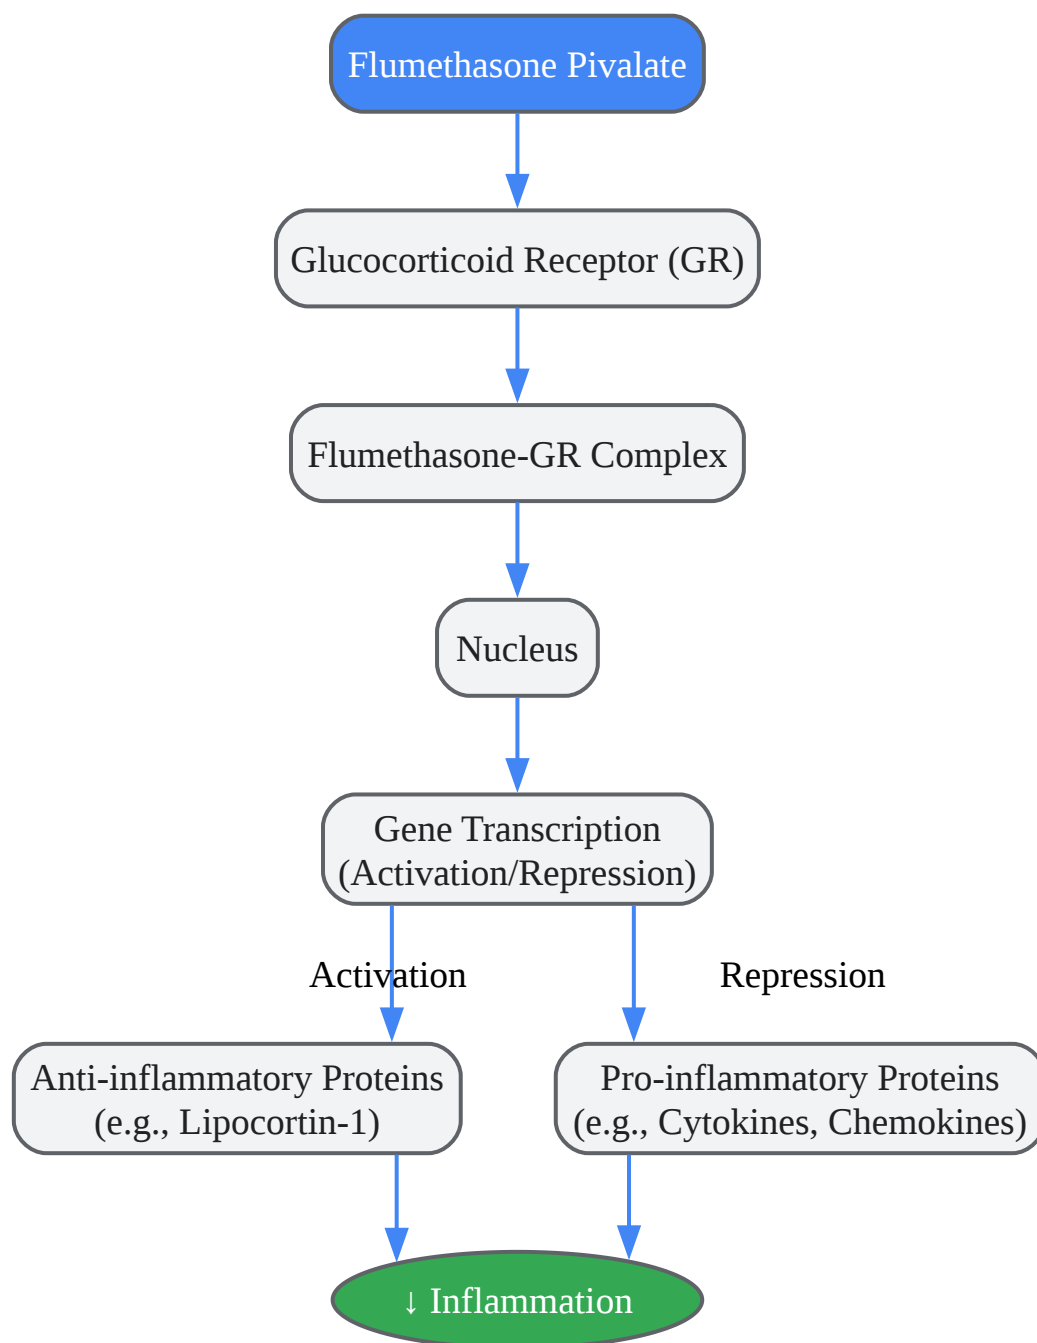 Flumethasone Pivalate
Glucocorticoid Receptor (GR)
Flumethasone-GR Complex
Nucleus
Gene Transcription
(Activation/Repression)
Activation
Repression
Anti-inflammatory Proteins
(e.g., Lipocortin-1)
Pro-inflammatory Proteins
(e.g., Cytokines, Chemokines)
↓ Inflammation